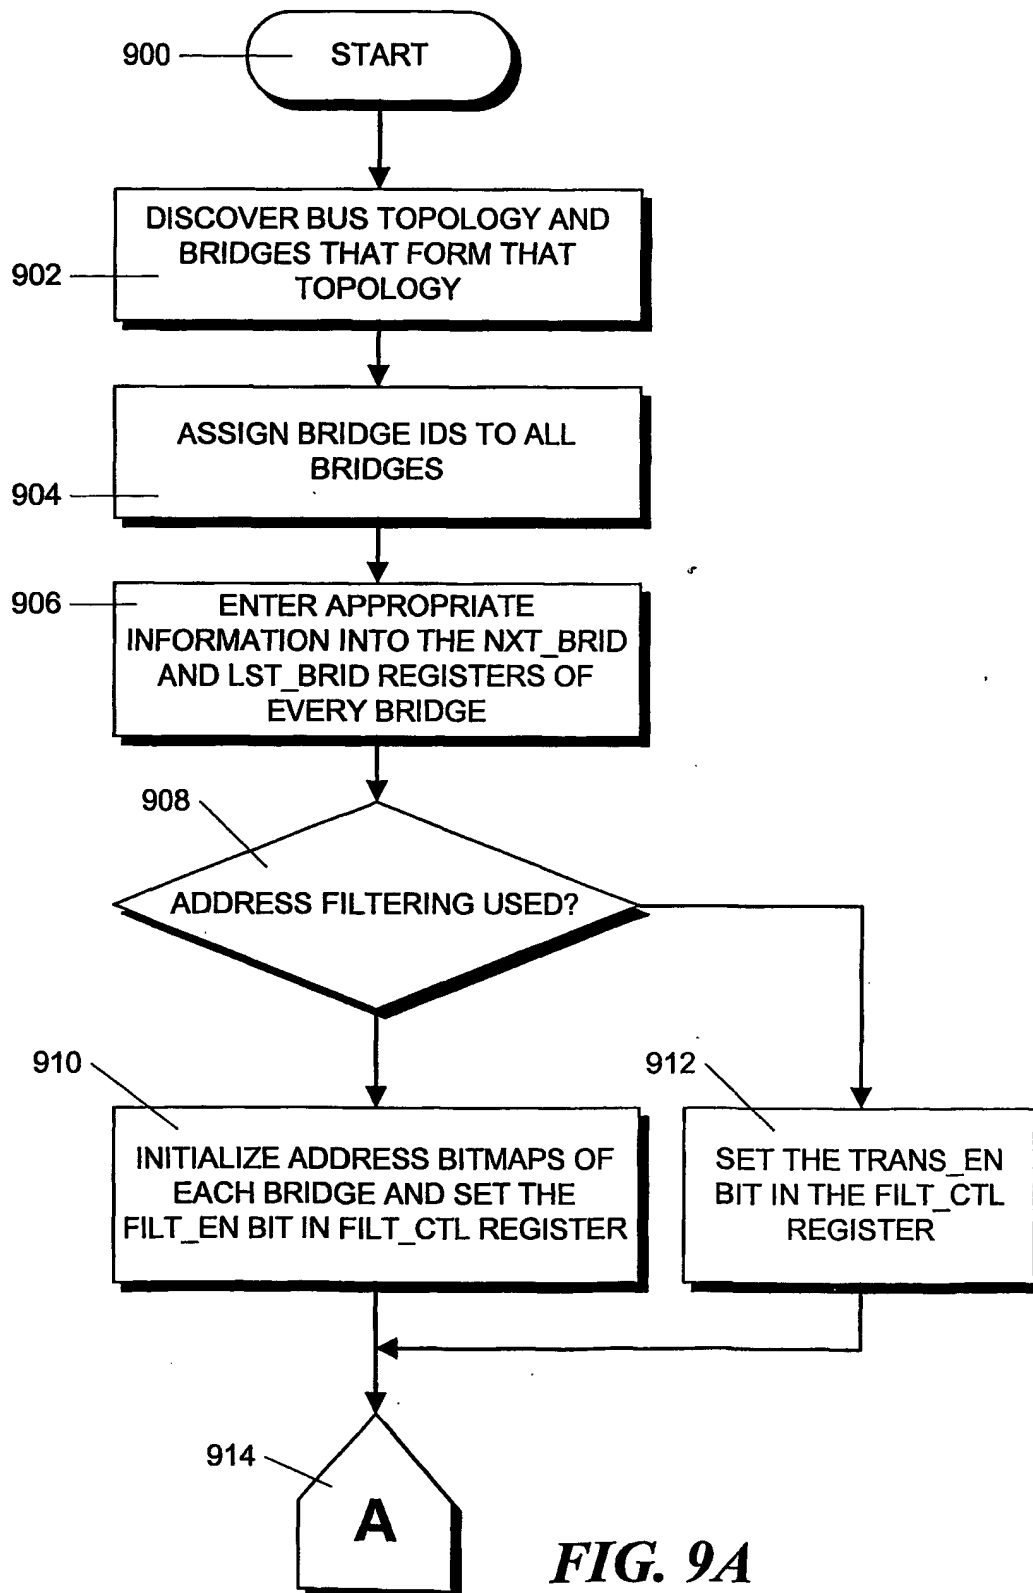 900
START
DISCOVER BUS TOPOLOGY AND
BRIDGES THAT FORM THAT
TOPOLOGY
902
ASSIGN BRIDGE IDS TO ALL
BRIDGES
904
906
ENTER APPROPRIATE
INFORMATION INTO THE NXT_BRID
AND LST_BRID REGISTERS OF
EVERY BRIDGE
908
ADDRESS FILTERING USED?
910
INITIALIZE ADDRESS BITMAPS OF
EACH BRIDGE AND SET THE
FILT_EN BIT IN FILT_CTL REGISTER
912
SET THE TRANS_EN
BIT IN THE FILT_CTL
REGISTER
914
A
FIG. 9A